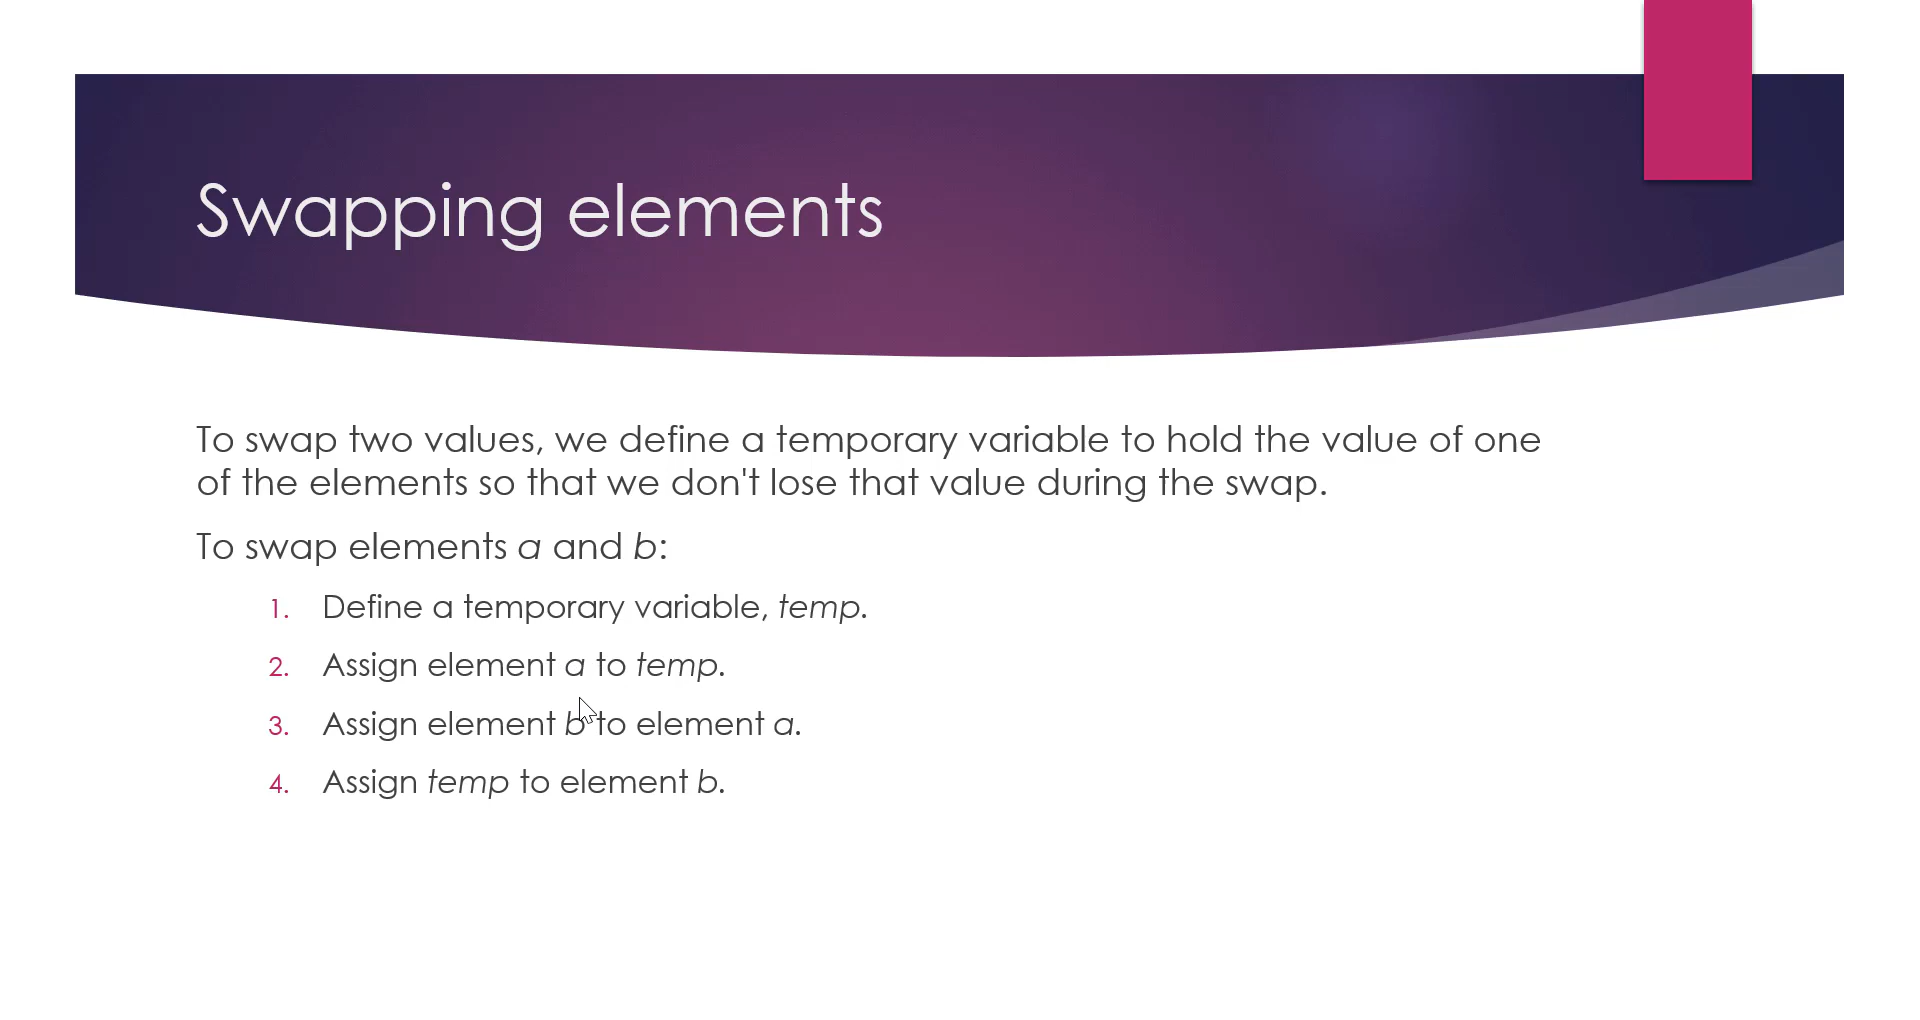 Swapping elements
To swap two values, we define a temporary variable to hold the value of one
of the elements so that we don't lose that value during the swap.
To swap elements a and b:
1. Define a temporary variable, temp.
2. Assign element a to temp.
3. Assign element b to element a.
4. Assign temp to element b.